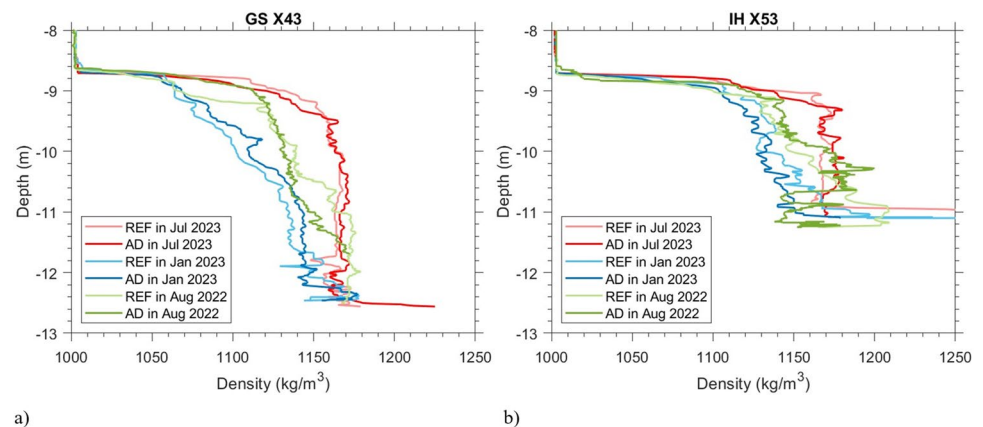 GS X43
-8
-9
-10
-11
-12
-13
Depth (m)
REF in Jul 2023
AD in Jul 2023
REF in Jan 2023
AD in Jan 2023
REF in Aug 2022
AD in Aug 2022
1000 1050 1100 1150 1200 1250
Density (kg/m³)
a)
IH X53
-8
-9
-10
-11
-12
-13
Depth (m)
REF in Jul 2023
AD in Jul 2023
REF in Jan 2023
AD in Jan 2023
REF in Aug 2022
AD in Aug 2022
1000 1050 1100 1150 1200 1250
Density (kg/m³)
b)